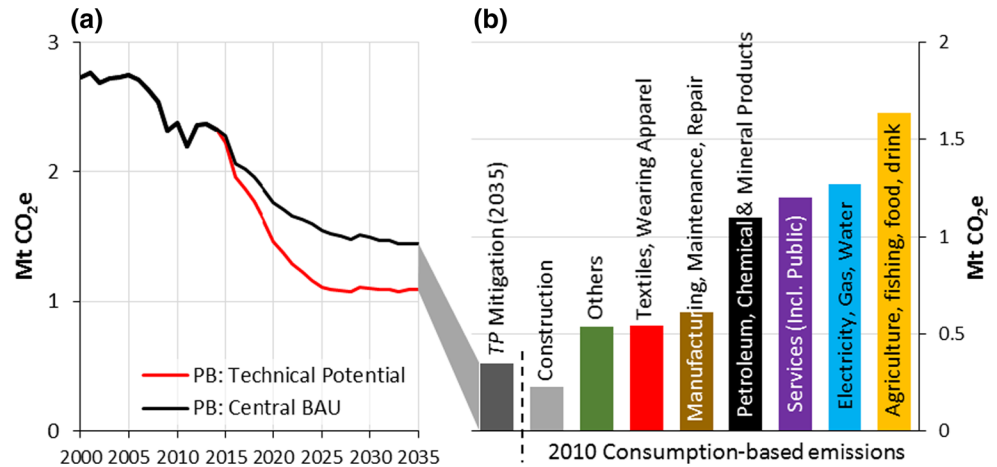 (a)
Mt CO2e
3
2
1
0
PB: Technical Potential
PB: Central BAU
2000 2005 2010 2015 2020 2025 2030 2035
(b)
TP Mitigation (2035)
Construction
Others
Textiles, Wearing Apparel
Manufacturing, Maintenance, Repair
Petroleum, Chemical & Mineral Products
Services (Incl. Public)
Electricity, Gas, Water
Agriculture, fishing, food, drink
2
1.5
1
0.5
0
Mt CO2e
2010 Consumption-based emissions